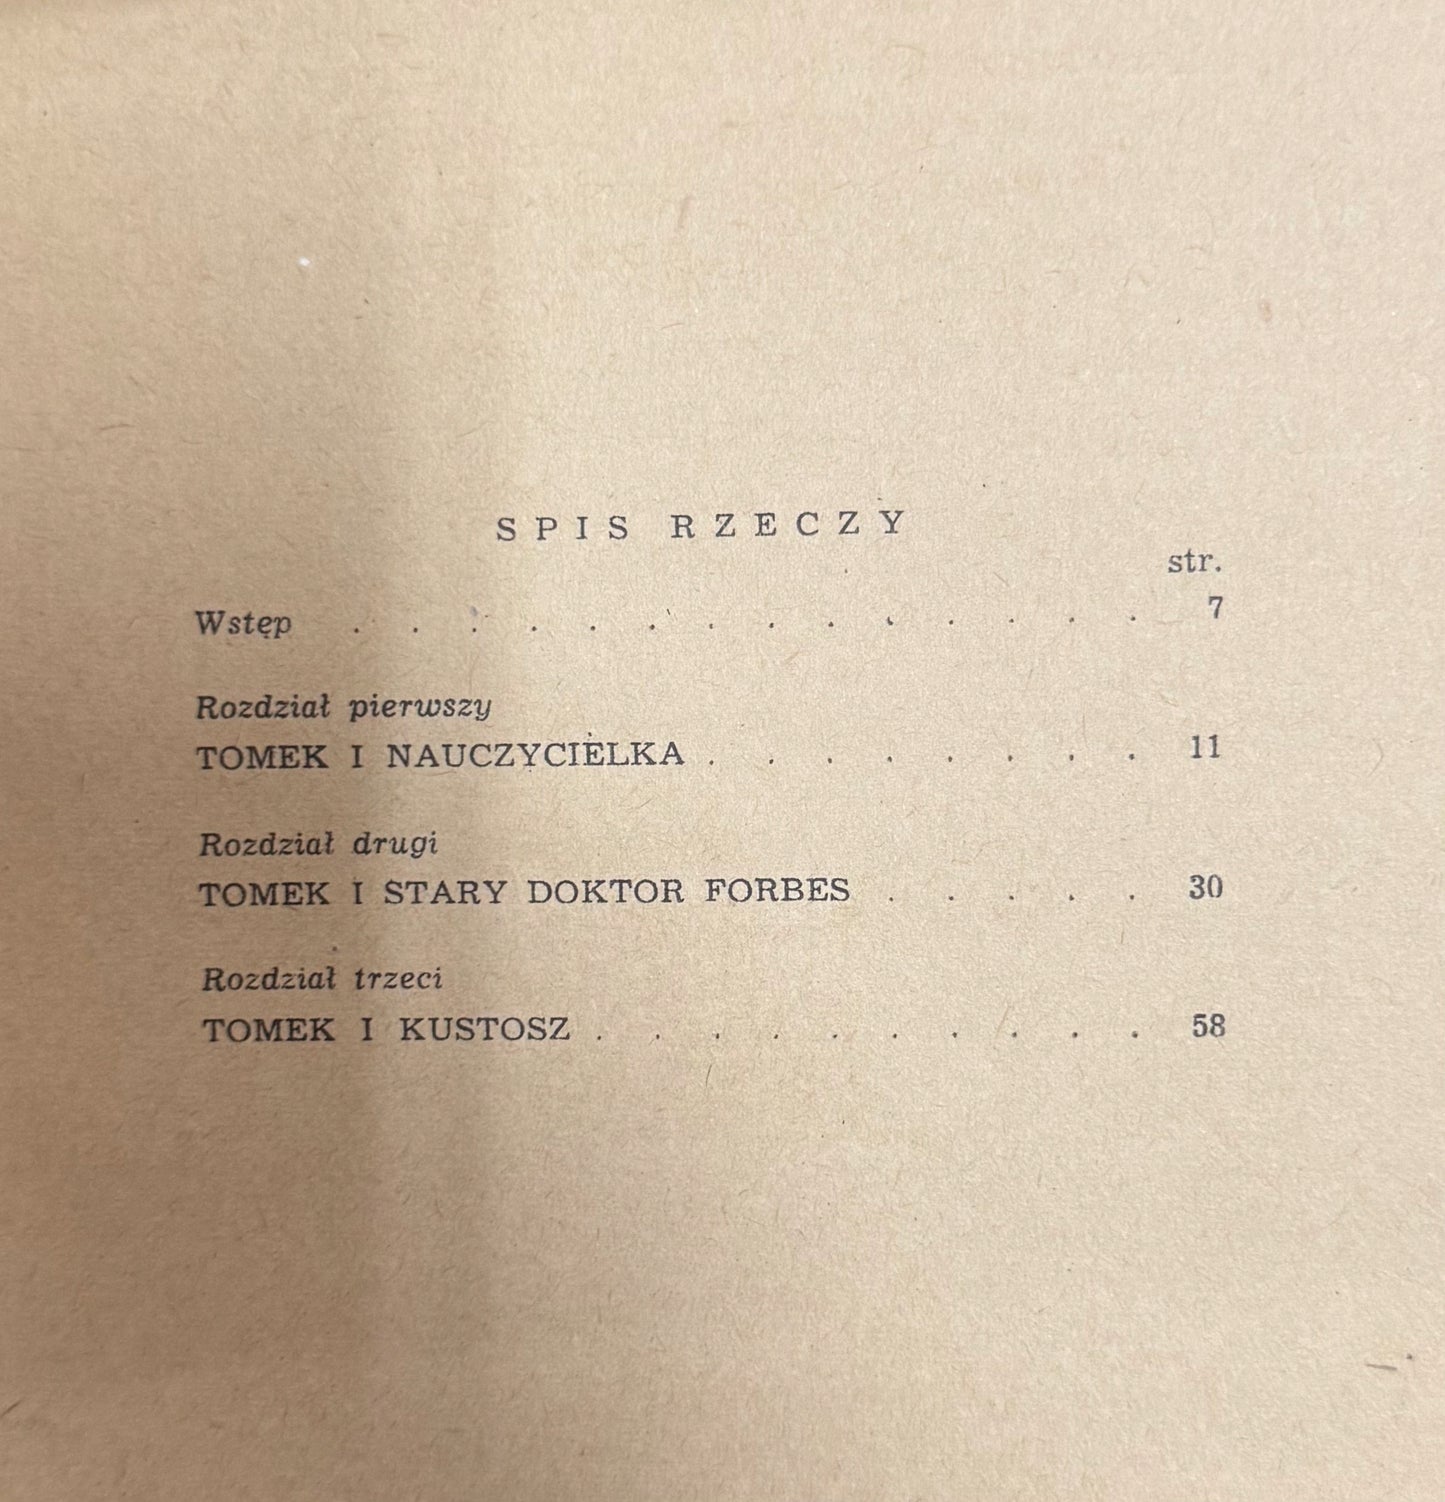 SPIS RZECZY
str.
Wstęp . . . . . . . . . . . . . . 7
Rozdział pierwszy
TOMEK I NAUCZYCIELKA . . . . . . . . 11
Rozdział drugi
TOMEK I STARY DOKTOR FORBES . . . . . 30
Rozdział trzeci
TOMEK I KUSTOSZ . . . . . . . . . . 58